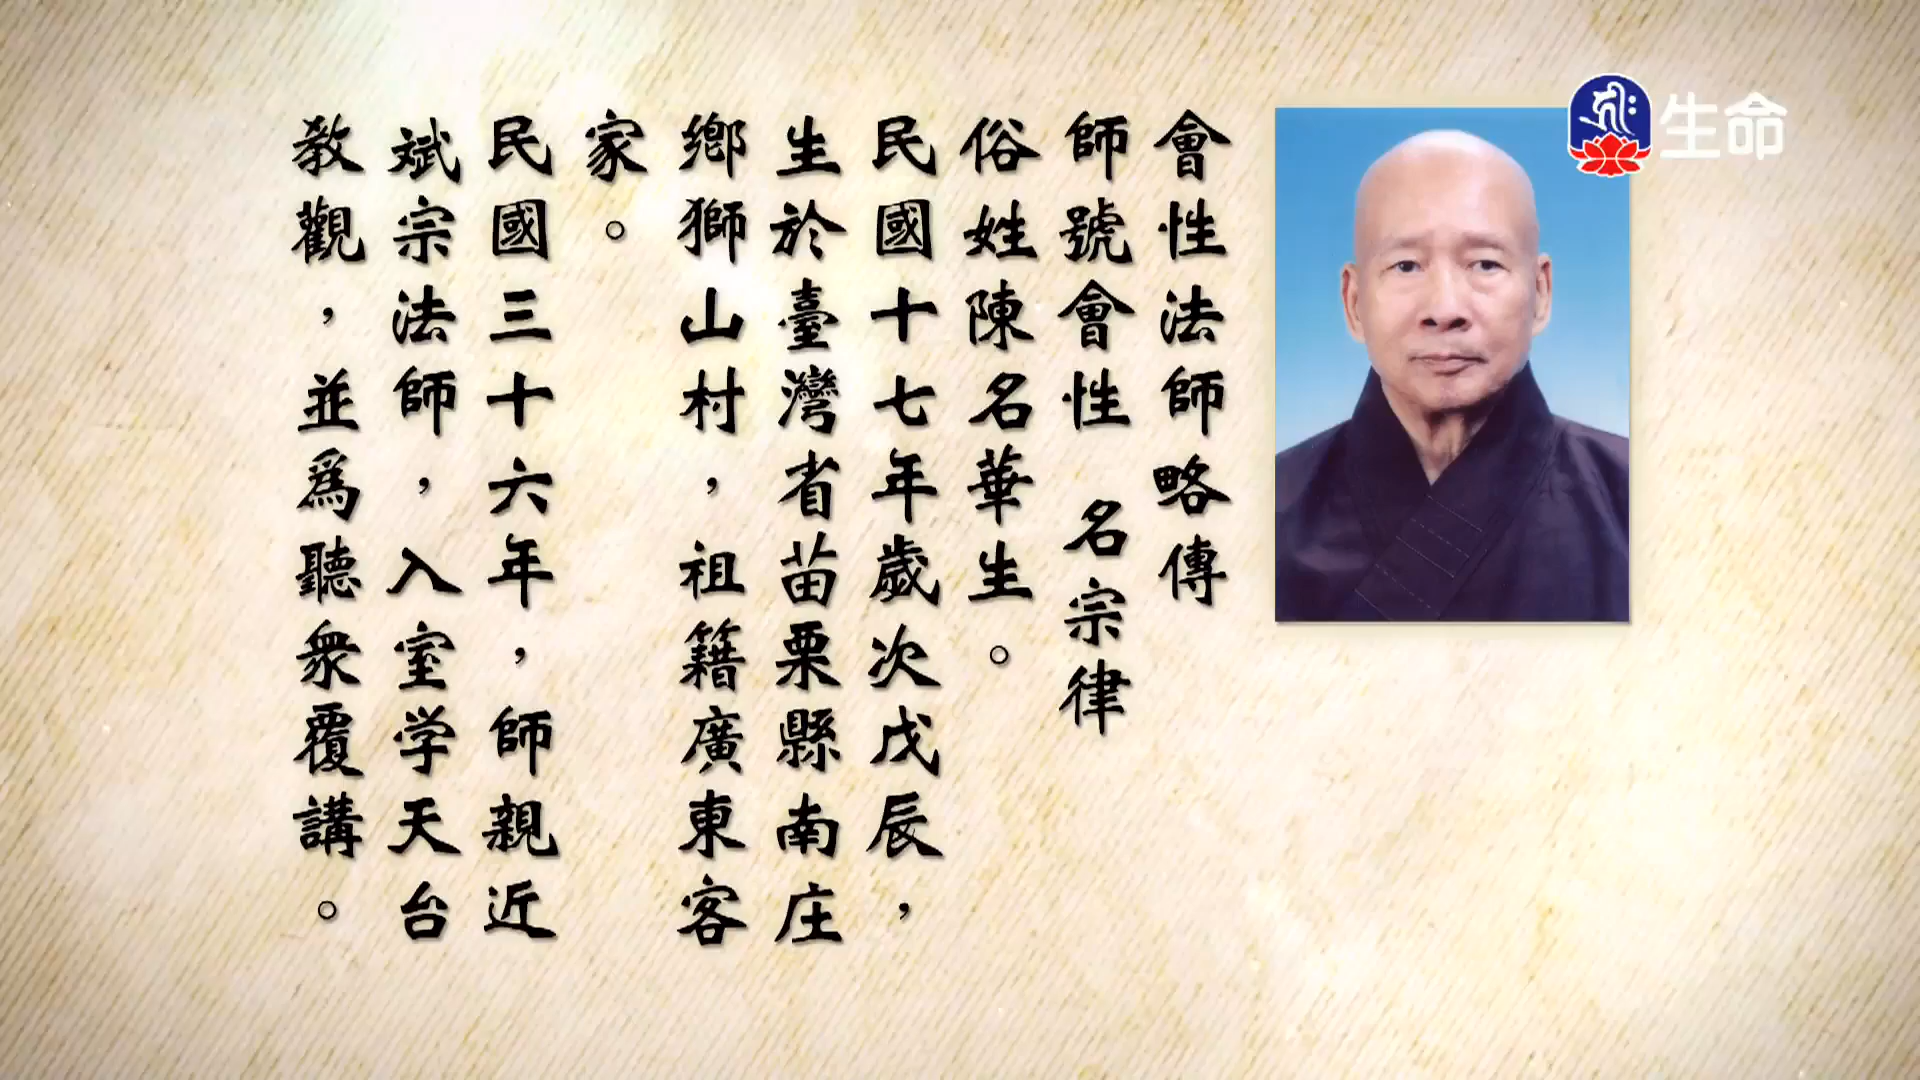 會性法師略傳
師號會性 名宗律
俗姓陳名華生。
民國十七年歲次戊辰，
生於臺灣省苗栗縣南庄
鄉獅山村，祖籍廣東客
家。
民國三十六年，師親近
斌宗法師，入室学天台
教觀，並爲聽衆覆講。
生命